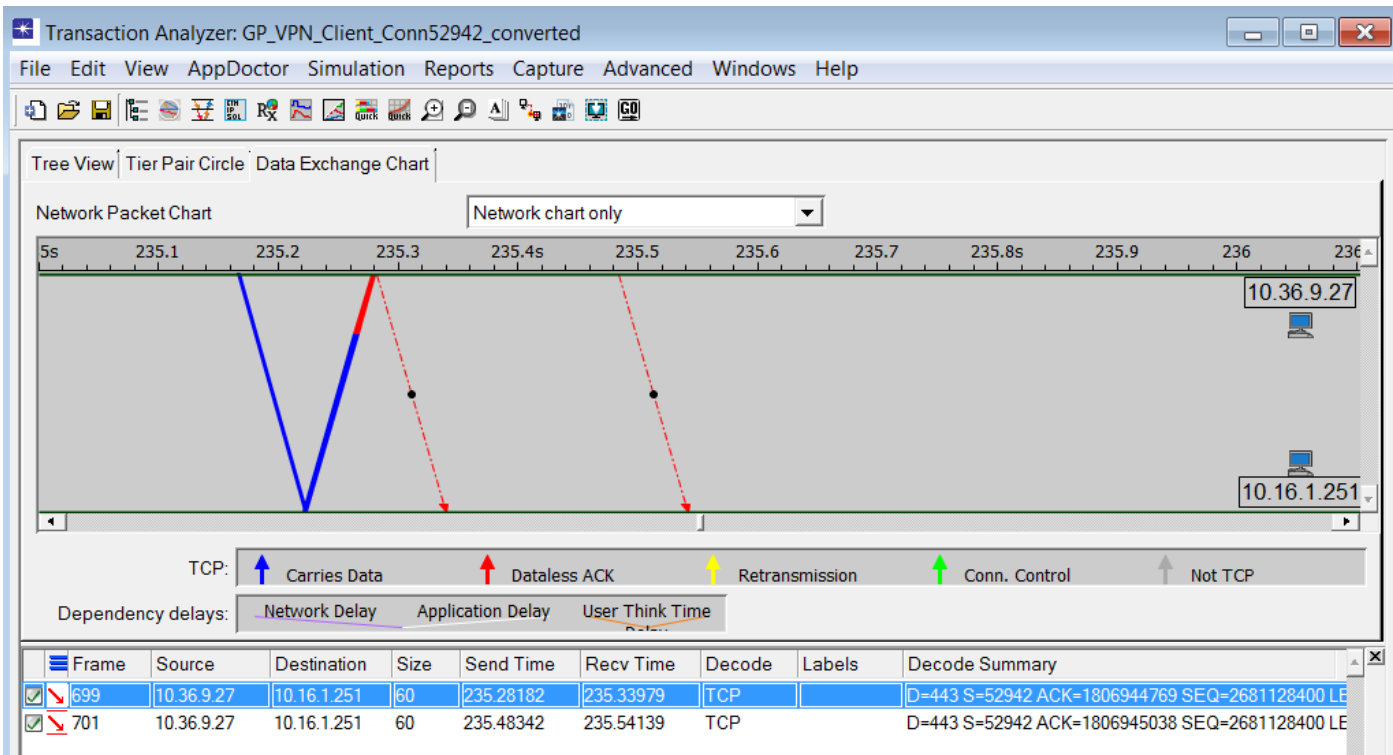 Transaction Analyzer: GP_VPN_Client_Conn52942_converted
File Edit View AppDoctor Simulation Reports Capture Advanced Windows Help
QUICK QUICK GO
Tree View Tier Pair Circle Data Exchange Chart
Network Packet Chart Network chart only
5s 235.1 235.2 235.3 235.4s 235.5 235.6 235.7 235.8s 235.9 236
10.36.9.27
10.16.1.251
TCP: Carries Data Dataless ACK Retransmission Conn. Control Not TCP
Dependency delays: Network Delay Application Delay User Think Time
Frame Source Destination Size Send Time Recv Time Decode Labels Decode Summary
699 10.36.9.27 10.16.1.251 60 235.28182 235.33979 TCP D=443 S=52942 ACK=1806944769 SEQ=2681128400 LE
701 10.36.9.27 10.16.1.251 60 235.48342 235.54139 TCP D=443 S=52942 ACK=1806945038 SEQ=2681128400 LE